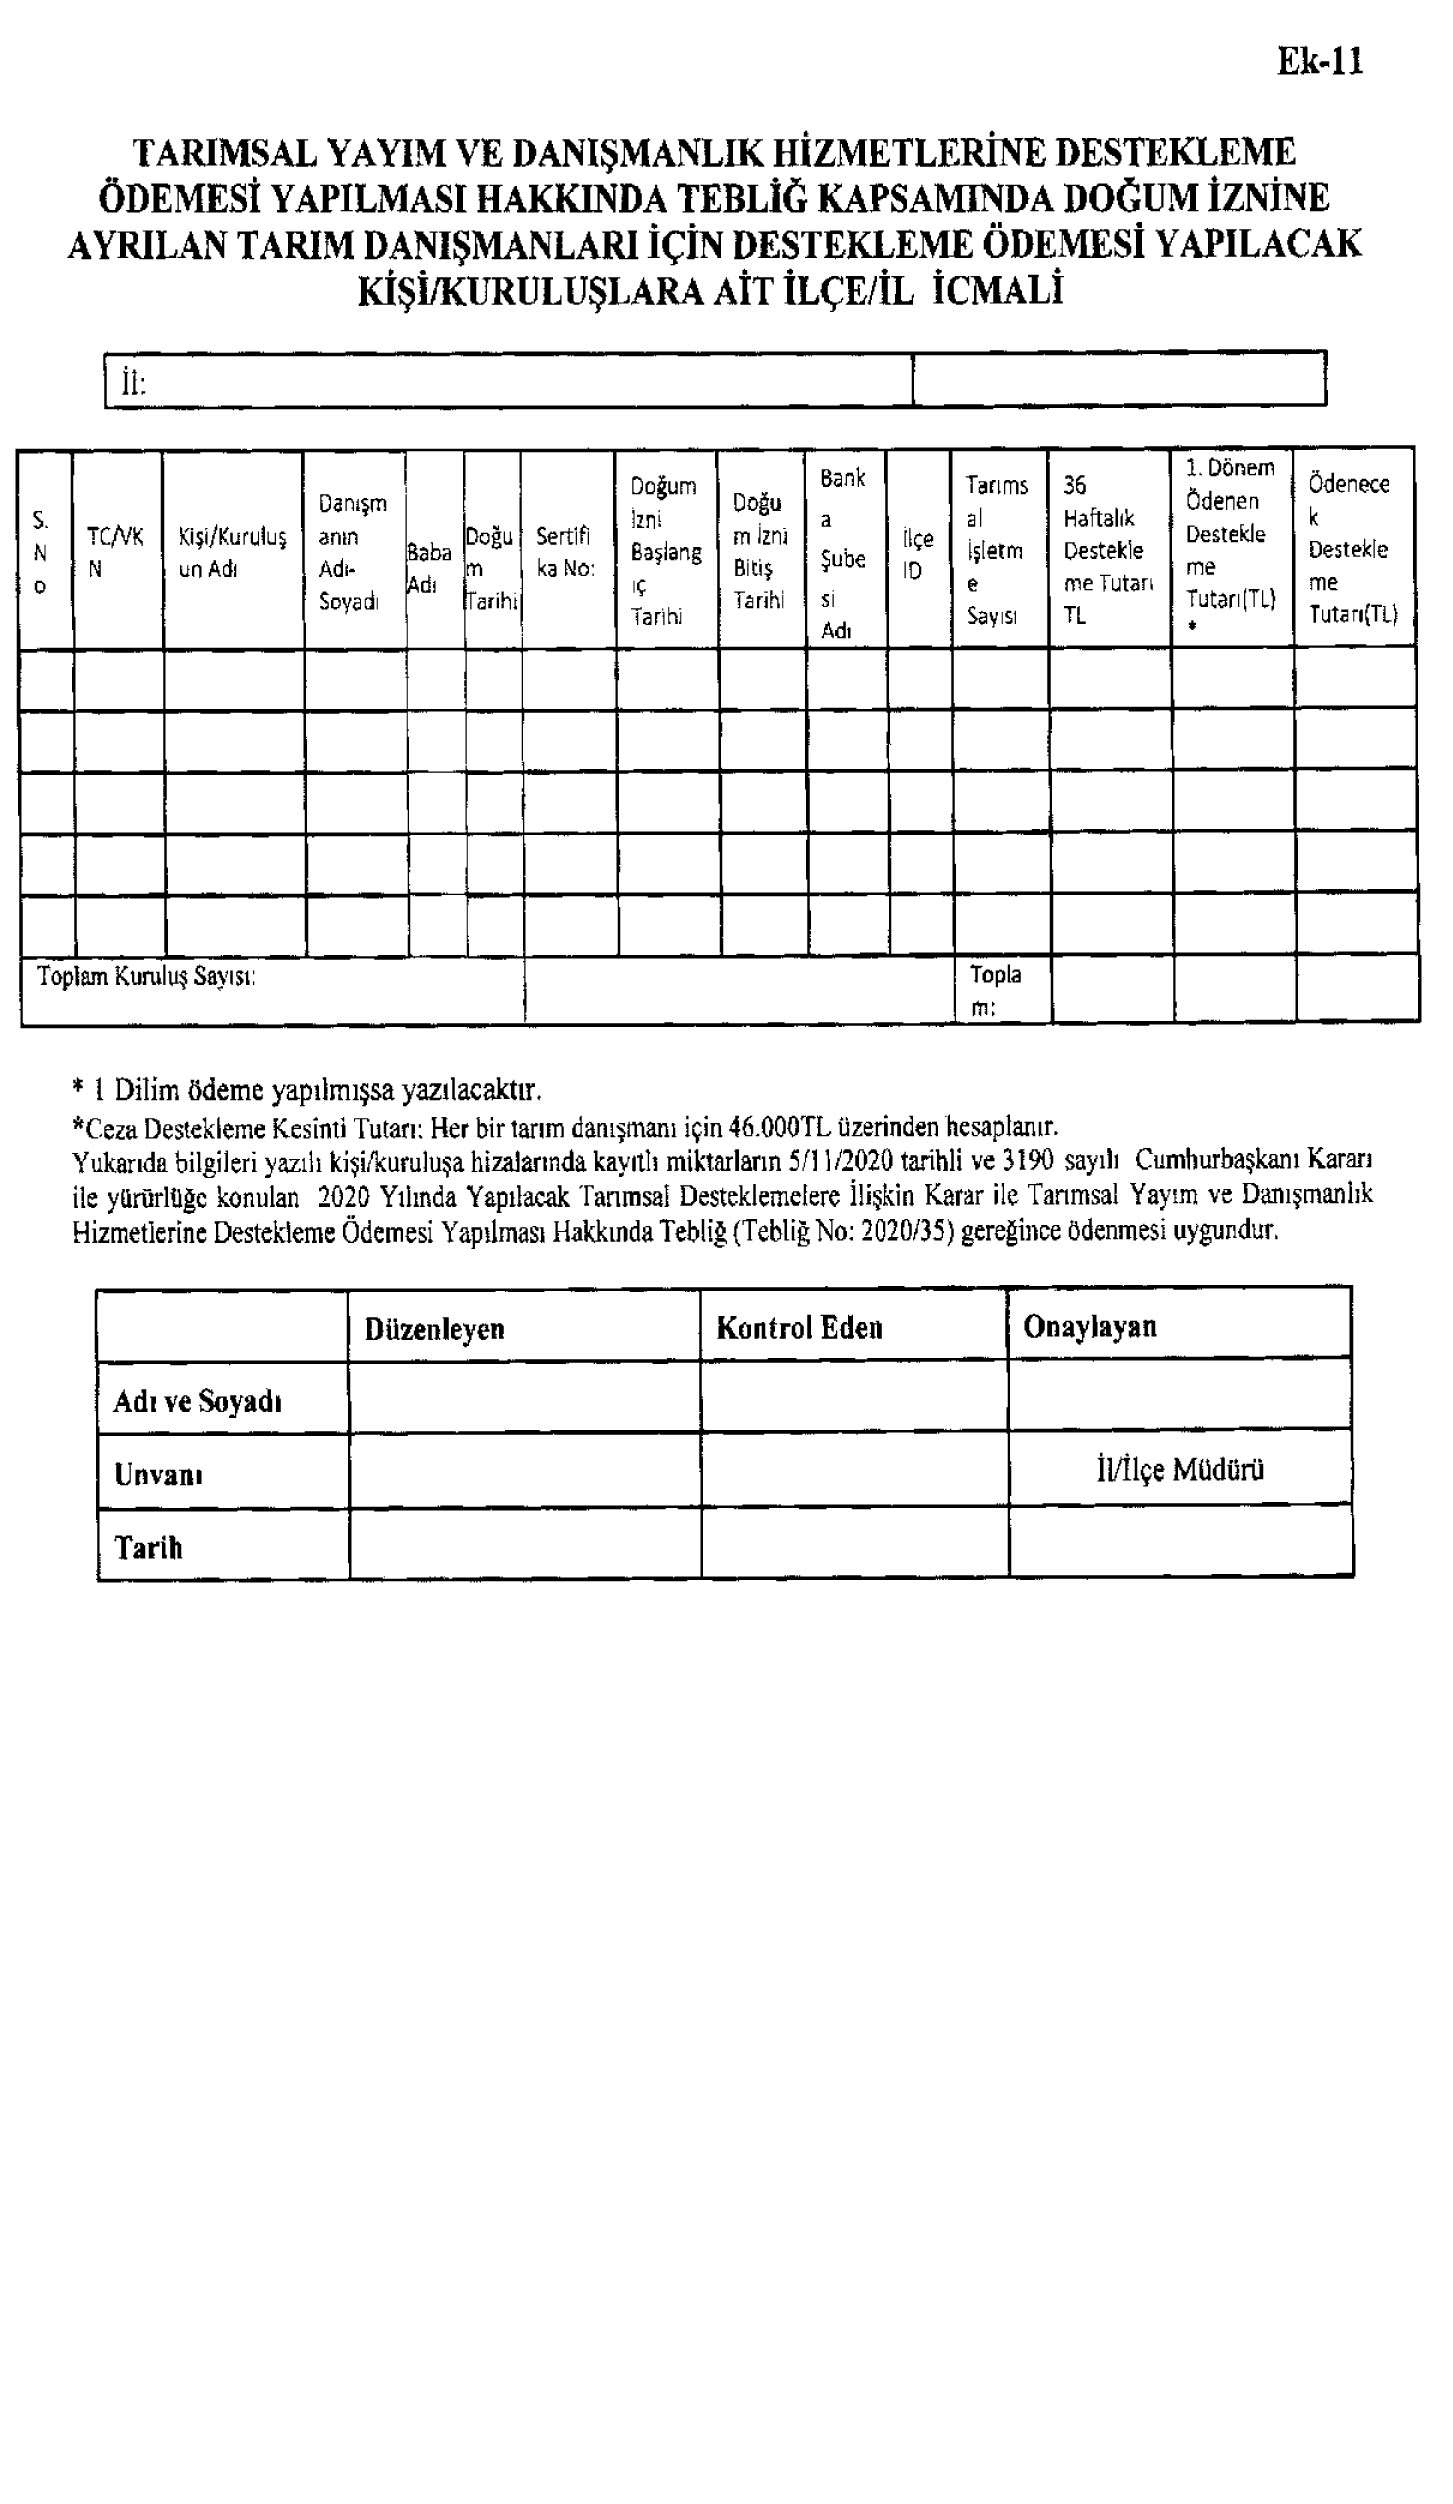 Ek-11
TARIMSAL YAYIM VE DANIŞMANLIK HİZMETLERİNE DESTEKLEME
ÖDEMESİ YAPILMASI HAKKINDA TEBLİĞ KAPSAMINDA DOĞUM İZNİNE
AYRILAN TARIM DANIŞMANLARI İÇİN DESTEKLEME ÖDEMESİ YAPILACAK
KİŞİ/KURULUŞLARA AİT İLÇE/İL İCMALİ
İl:
S.
N
o
TC/VK
N
Kişi/Kuruluş
un Adı
Danışm
anın
Adı-
Soyadı
Baba
Adı
Doğu
m
Tarihi
Sertifi
ka No:
Doğum
İzni
Başlang
ıç
Tarihi
Doğu
m İzni
Bitiş
Tarihi
Bank
a
Şube
si
Adı
İlçe
ID
Tarıms
al
İşletm
e
Sayısı
36
Haftalık
Destekle
me Tutarı
TL
1. Dönem
Ödenen
Destekle
me
Tutarı(TL)
*
Ödenece
k
Destekle
me
Tutarı(TL)
Toplam Kuruluş Sayısı:
Topla
m:
* 1 Dilim ödeme yapılmışsa yazılacaktır.
*Ceza Destekleme Kesinti Tutarı: Her bir tarım danışmanı için 46.000TL üzerinden hesaplanır.
Yukarıda bilgileri yazılı kişi/kuruluşa hizalarında kayıtlı miktarların 5/11/2020 tarihli ve 3190 sayılı Cumhurbaşkanı Kararı
ile yürürlüğe konulan 2020 Yılında Yapılacak Tarımsal Desteklemelere İlişkin Karar ile Tarımsal Yayım ve Danışmanlık
Hizmetlerine Destekleme Ödemesi Yapılması Hakkında Tebliğ (Tebliğ No: 2020/35) gereğince ödenmesi uygundur.
Düzenleyen
Kontrol Eden
Onaylayan
Adı ve Soyadı
Unvanı
İl/İlçe Müdürü
Tarih